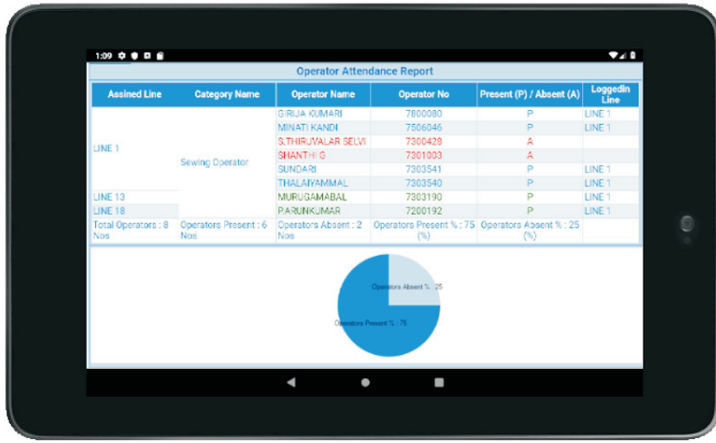 1:09
Operator Attendance Report
Assined Line Category Name Operator Name Operator No Present (P) / Absent (A) Loggedin Line
LINE 1 Sewing Operator GIRIJA KUMARI 7800080 P LINE 1
MINATI KANDI 7506046 P LINE 1
S.THIRUVALAR SELVI 7300428 A
SHANTHI G 7301003 A
SUNDARI 7303541 P LINE 1
THALAIYAMMAL 7303540 P LINE 1
LINE 13 MURUGAMABAL 7303190 P LINE 1
LINE 18 P.ARUNKUMAR 7200192 P LINE 1
Total Operators : 8 Nos Operators Present : 6 Nos Operators Absent : 2 Nos Operators Present % : 75 (%) Operators Absent % : 25 (%)
Operators Absent % : 25
Operators Present % : 75